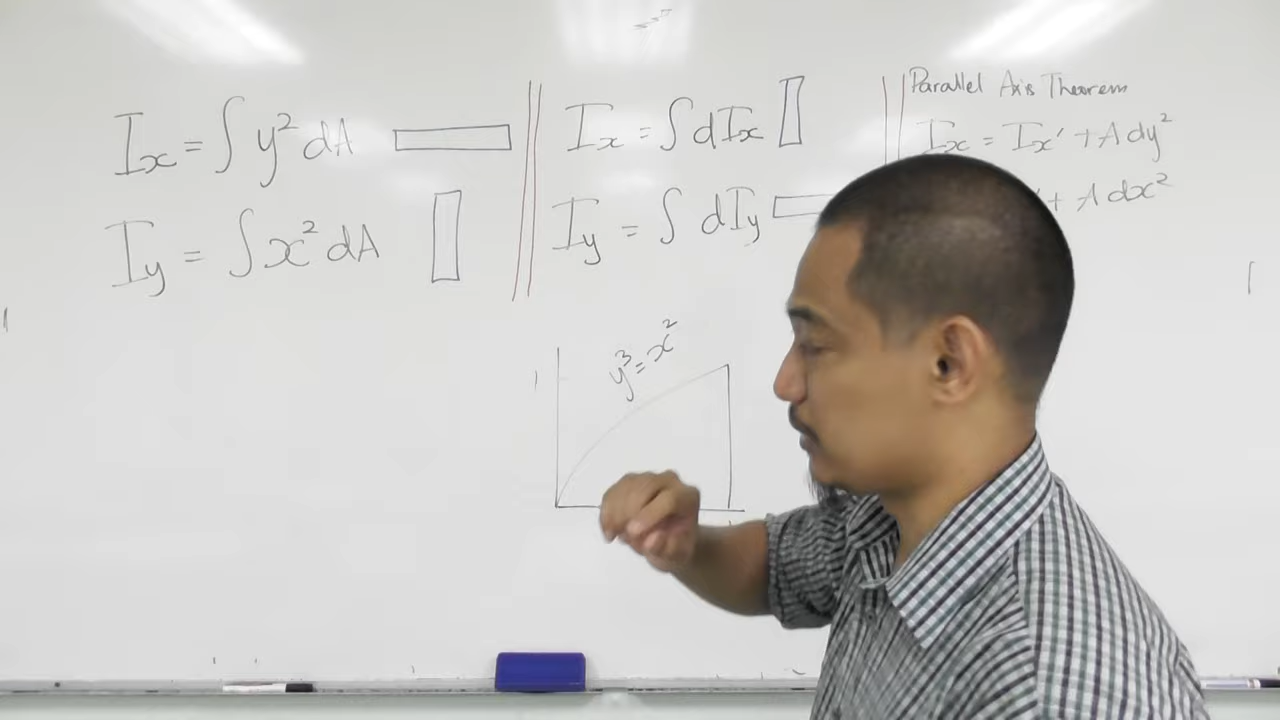 Ix = ∫ y² dA
Iy = ∫ x² dA
Ix = ∫ dIx
Iy = ∫ dIy
Parallel Axis Theorem
Ix = Ix' + A dy²
' + A dx²
y³ = x²
1